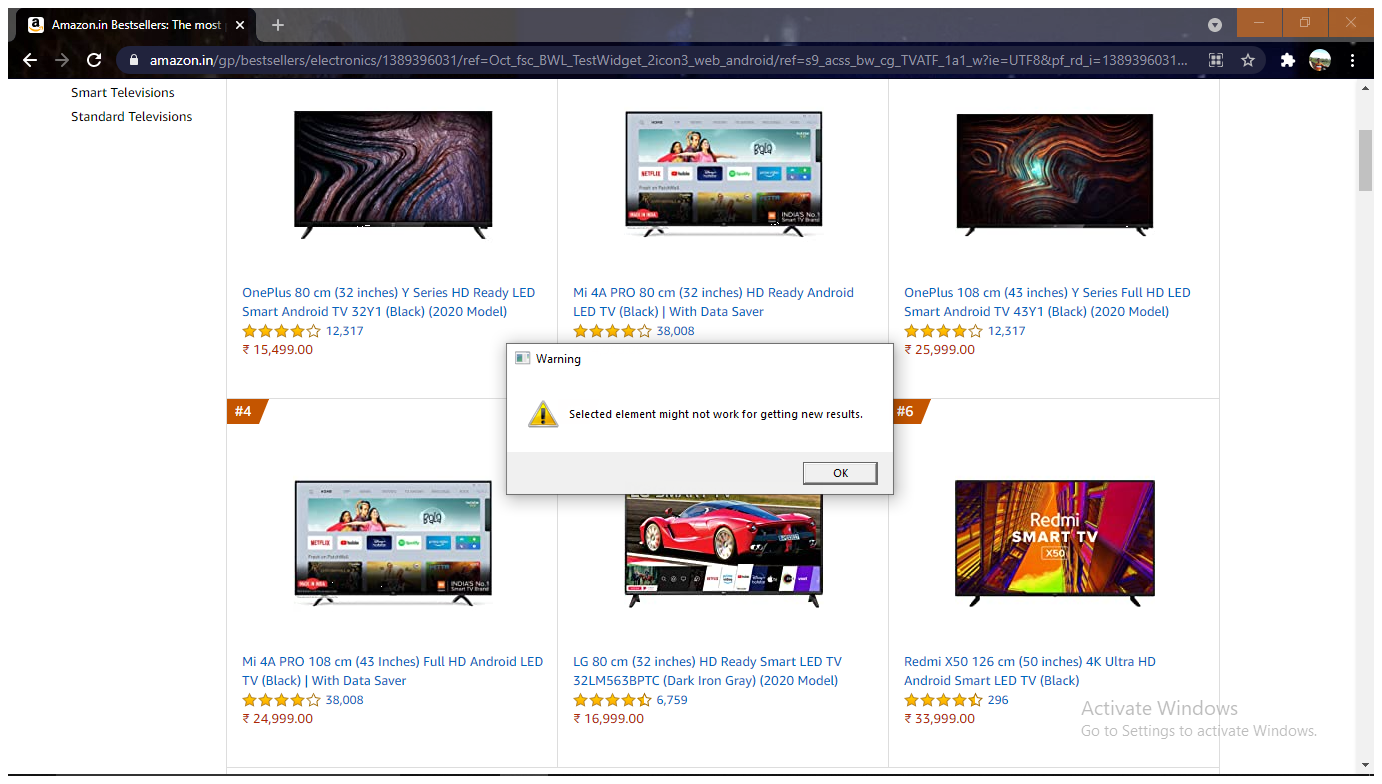 Amazon.in Bestsellers: The most
amazon.in/gp/bestsellers/electronics/1389396031/ref=Oct_fsc_BWL_TestWidget_2icon3_web_android/ref=s9_acss_bw_cg_TVATF_1a1_w?ie=UTF8&pf_rd_i=1389396031...
Smart Televisions
Standard Televisions
OnePlus 80 cm (32 inches) Y Series HD Ready LED
Smart Android TV 32Y1 (Black) (2020 Model)
12,317
₹ 15,499.00
Mi 4A PRO 80 cm (32 inches) HD Ready Android
LED TV (Black) | With Data Saver
38,008
OnePlus 108 cm (43 inches) Y Series Full HD LED
Smart Android TV 43Y1 (Black) (2020 Model)
12,317
₹ 25,999.00
Warning
Selected element might not work for getting new results.
OK
#4
NETFLIX
INDIA'S No.1
Smart TV Brand
Mi 4A PRO 108 cm (43 Inches) Full HD Android LED
TV (Black) | With Data Saver
38,008
₹ 24,999.00
LG 80 cm (32 inches) HD Ready Smart LED TV
32LM563BPTC (Dark Iron Gray) (2020 Model)
6,759
₹ 16,999.00
#6
Redmi
SMART TV
X50
Redmi X50 126 cm (50 inches) 4K Ultra HD
Android Smart LED TV (Black)
296
₹ 33,999.00
Activate Windows
Go to Settings to activate Windows.